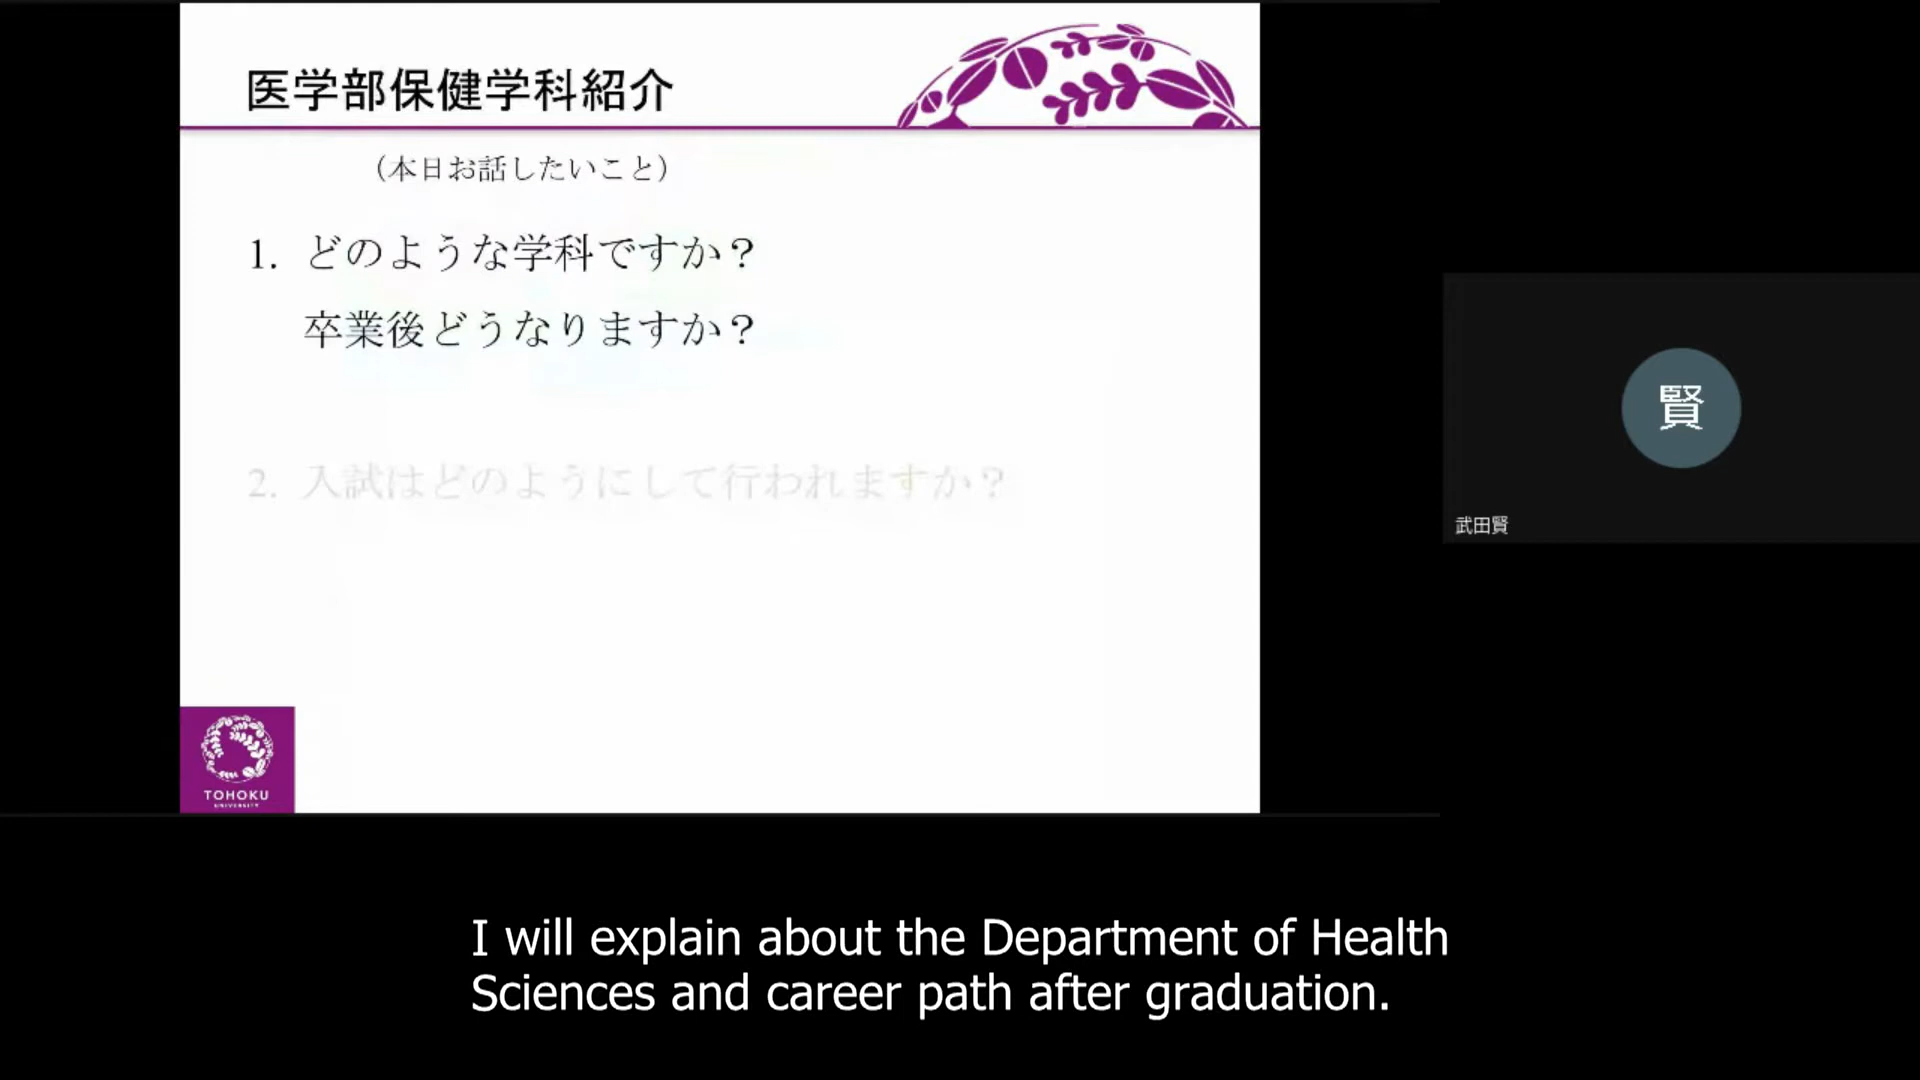 医学部保健学科紹介
（本日お話したいこと）
1. どのような学科ですか？
卒業後どうなりますか？
2. 入試はどのようにして行われますか？
TOHOKU
UNIVERSITY
賢
武田賢
I will explain about the Department of Health
Sciences and career path after graduation.